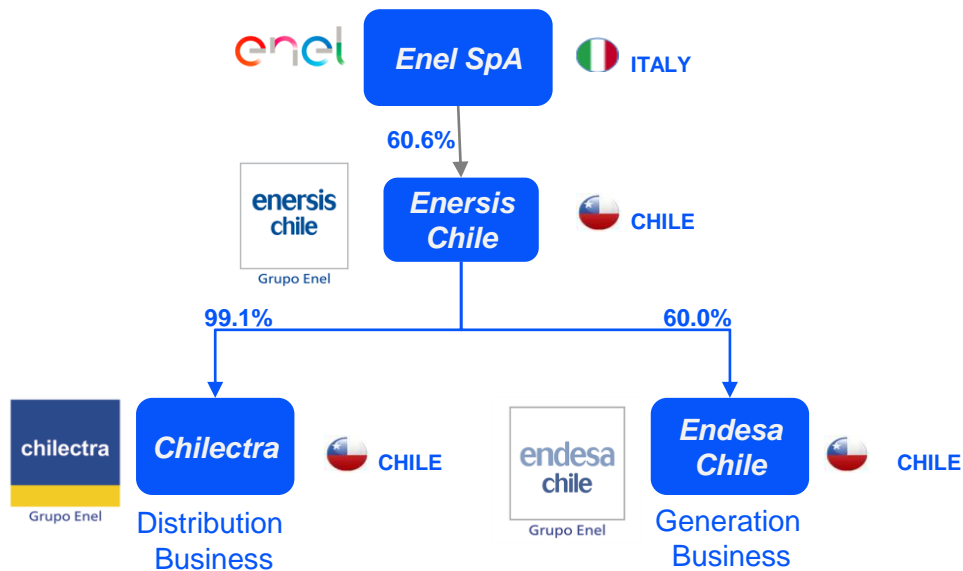 enel
Enel SpA
ITALY
60.6%
enersis
chile
Grupo Enel
Enersis
Chile
CHILE
99.1%
60.0%
chilectra
Grupo Enel
Chilectra
CHILE
Distribution
Business
endesa
chile
Grupo Enel
Endesa
Chile
CHILE
Generation
Business